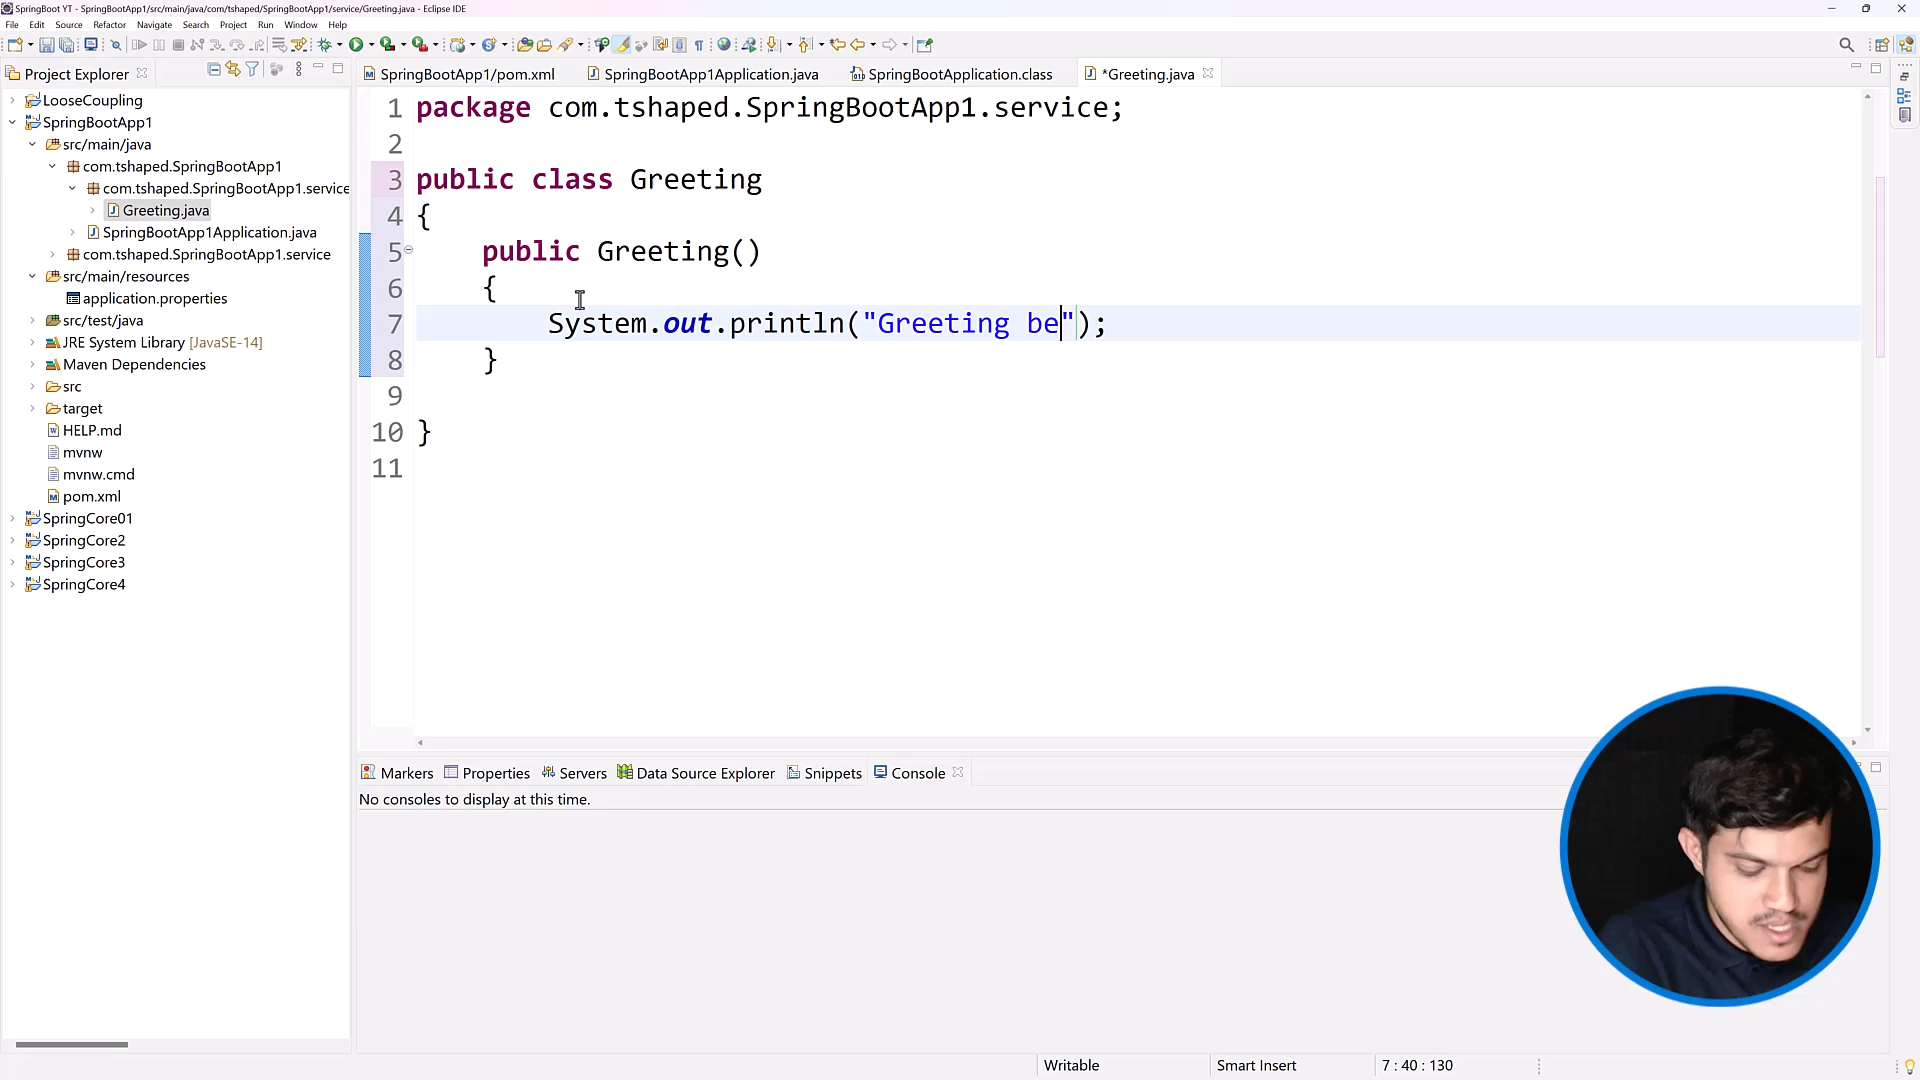 SpringBoot YT - SpringBootApp1/src/main/java/com/tshaped/SpringBootApp1/service/Greeting.java - Eclipse IDE
File Edit Source Refactor Navigate Search Project Run Window Help
Project Explorer
LooseCoupling
SpringBootApp1
src/main/java
com.tshaped.SpringBootApp1
com.tshaped.SpringBootApp1.service
Greeting.java
SpringBootApp1Application.java
com.tshaped.SpringBootApp1.service
src/main/resources
application.properties
src/test/java
JRE System Library [JavaSE-14]
Maven Dependencies
src
target
HELP.md
mvnw
mvnw.cmd
pom.xml
SpringCore01
SpringCore2
SpringCore3
SpringCore4
SpringBootApp1/pom.xml SpringBootApp1Application.java SpringBootApplication.class *Greeting.java
1 package com.tshaped.SpringBootApp1.service;
2
3 public class Greeting
4 {
5 public Greeting()
6 {
7 System.out.println("Greeting be");
8 }
9
10 }
11
Markers Properties Servers Data Source Explorer Snippets Console
No consoles to display at this time.
Writable Smart Insert 7 : 40 : 130